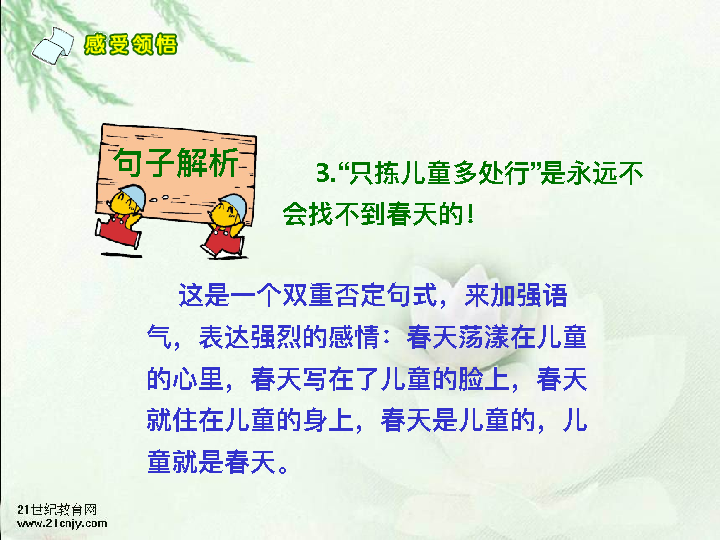 感受领悟
句子解析
3.“只拣儿童多处行”是永远不
会找不到春天的！
这是一个双重否定句式，来加强语
气，表达强烈的感情：春天荡漾在儿童
的心里，春天写在了儿童的脸上，春天
就住在儿童的身上，春天是儿童的，儿
童就是春天。
21世纪教育网
www.21cnjy.com